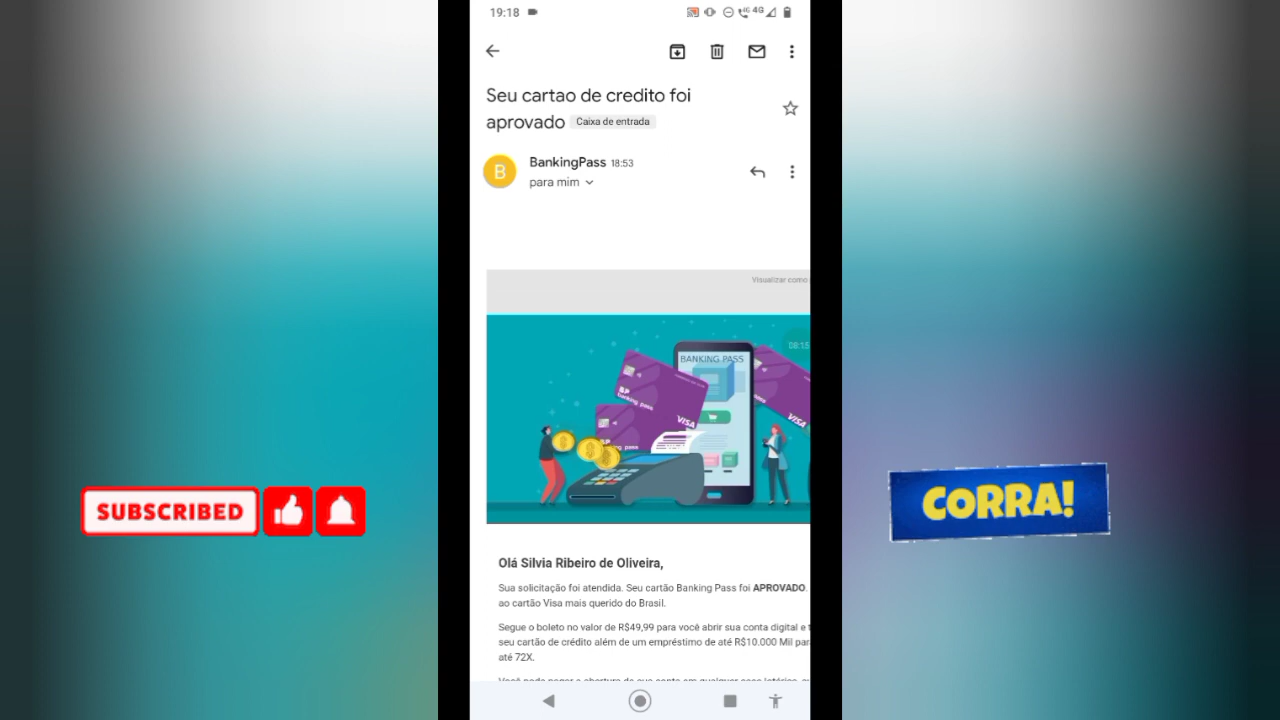 19:18
4G
Seu cartao de credito foi
aprovado Caixa de entrada
B
BankingPass 18:53
para mim
Visualizar como
08:15
BANKING PASS
BP
banking pass
VISA
VISA
SUBSCRIBED
CORRA!
Olá Silvia Ribeiro de Oliveira,
Sua solicitação foi atendida. Seu cartão Banking Pass foi APROVADO.
ao cartão Visa mais querido do Brasil.
Segue o boleto no valor de R$49,99 para você abrir sua conta digital e
seu cartão de crédito além de um empréstimo de até R$10.000 Mil
até 72X.